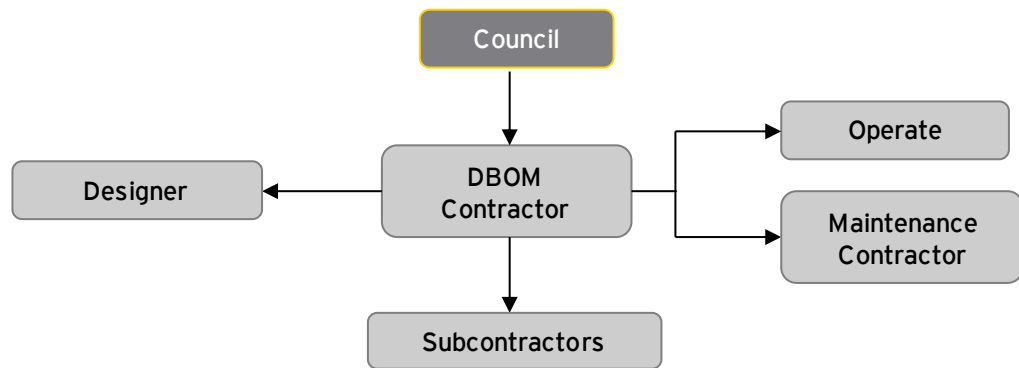 Council
Operate
Designer
DBOM
Contractor
Maintenance
Contractor
Subcontractors